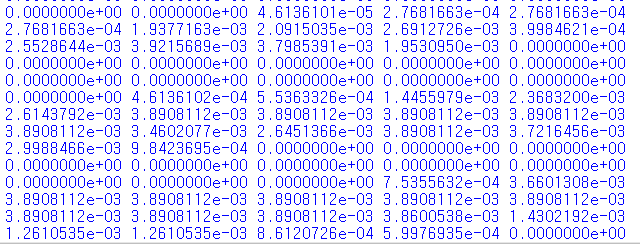 0.0000000e+00 0.0000000e+00 4.6136101e-05 2.7681663e-04 2.7681663e-04
2.7681663e-04 1.9377163e-03 2.0915035e-03 2.6912726e-03 3.9984621e-04
2.5528644e-03 3.9215689e-03 3.7985391e-03 1.9530950e-03 0.0000000e+00
0.0000000e+00 0.0000000e+00 0.0000000e+00 0.0000000e+00 0.0000000e+00
0.0000000e+00 0.0000000e+00 0.0000000e+00 0.0000000e+00 0.0000000e+00
0.0000000e+00 4.6136102e-04 5.5363326e-04 1.4455979e-03 2.3683200e-03
2.6143792e-03 3.8908112e-03 3.8908112e-03 3.8908112e-03 3.8908112e-03
3.8908112e-03 3.4602077e-03 2.6451366e-03 3.8908112e-03 3.7216456e-03
2.9988466e-03 9.8423695e-04 0.0000000e+00 0.0000000e+00 0.0000000e+00
0.0000000e+00 0.0000000e+00 0.0000000e+00 0.0000000e+00 0.0000000e+00
0.0000000e+00 0.0000000e+00 0.0000000e+00 7.5355632e-04 3.6601308e-03
3.8908112e-03 3.8908112e-03 3.8908112e-03 3.8908112e-03 3.8908112e-03
3.8908112e-03 3.8908112e-03 3.8908112e-03 3.8600538e-03 1.4302192e-03
1.2610535e-03 1.2610535e-03 8.6120726e-04 5.9976935e-04 0.0000000e+00